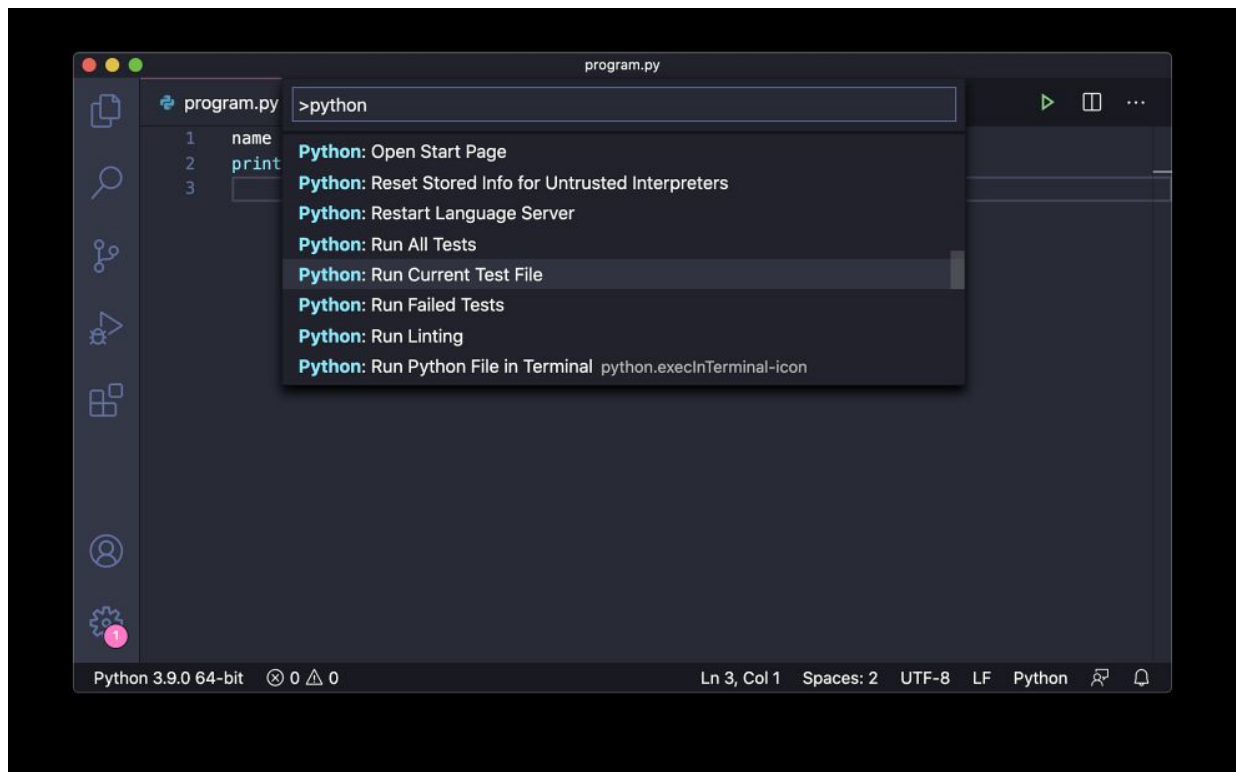 program.py
program.py
>python
1 name
2 print
3
Python: Open Start Page
Python: Reset Stored Info for Untrusted Interpreters
Python: Restart Language Server
Python: Run All Tests
Python: Run Current Test File
Python: Run Failed Tests
Python: Run Linting
Python: Run Python File in Terminal python.execInTerminal-icon
1
Python 3.9.0 64-bit 0 0 Ln 3, Col 1 Spaces: 2 UTF-8 LF Python